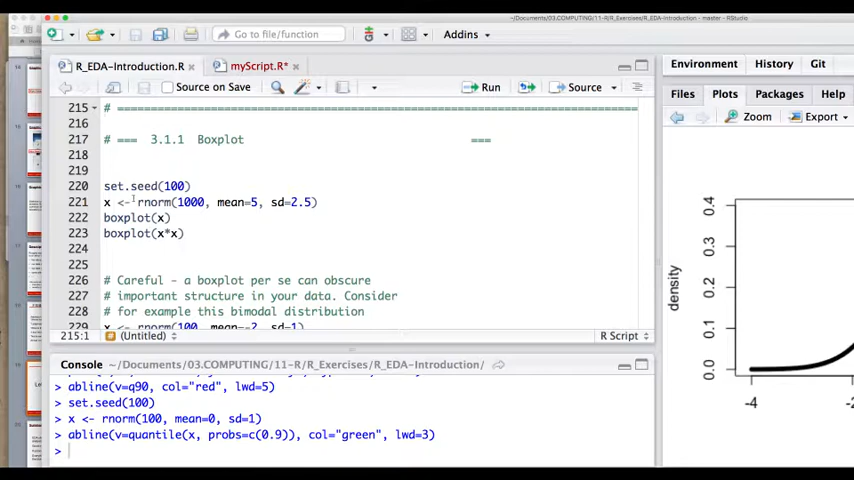 ~/Documents/03.COMPUTING/11-R/R_Exercises/R_EDA-Introduction - master - RStudio
Go to file/function
Addins
R_EDA-Introduction.R
myScript.R*
Source on Save
Run
Source
215 # ==============================================================================
216
217 # === 3.1.1 Boxplot ===
218
219
220 set.seed(100)
221 x <- rnorm(1000, mean=5, sd=2.5)
222 boxplot(x)
223 boxplot(x*x)
224
225
226 # Careful - a boxplot per se can obscure
227 # important structure in your data. Consider
228 # for example this bimodal distribution
x <- rnorm(100, mean=-2, sd=1)
215:1 # (Untitled) R Script
Console ~/Documents/03.COMPUTING/11-R/R_Exercises/R_EDA-Introduction/
> abline(v=q90, col="red", lwd=5)
> set.seed(100)
> x <- rnorm(100, mean=0, sd=1)
> abline(v=quantile(x, probs=c(0.9)), col="green", lwd=3)
>
Environment History Git
Files Plots Packages Help
Zoom Export
density
0.4
0.3
0.2
0.1
0.0
-4